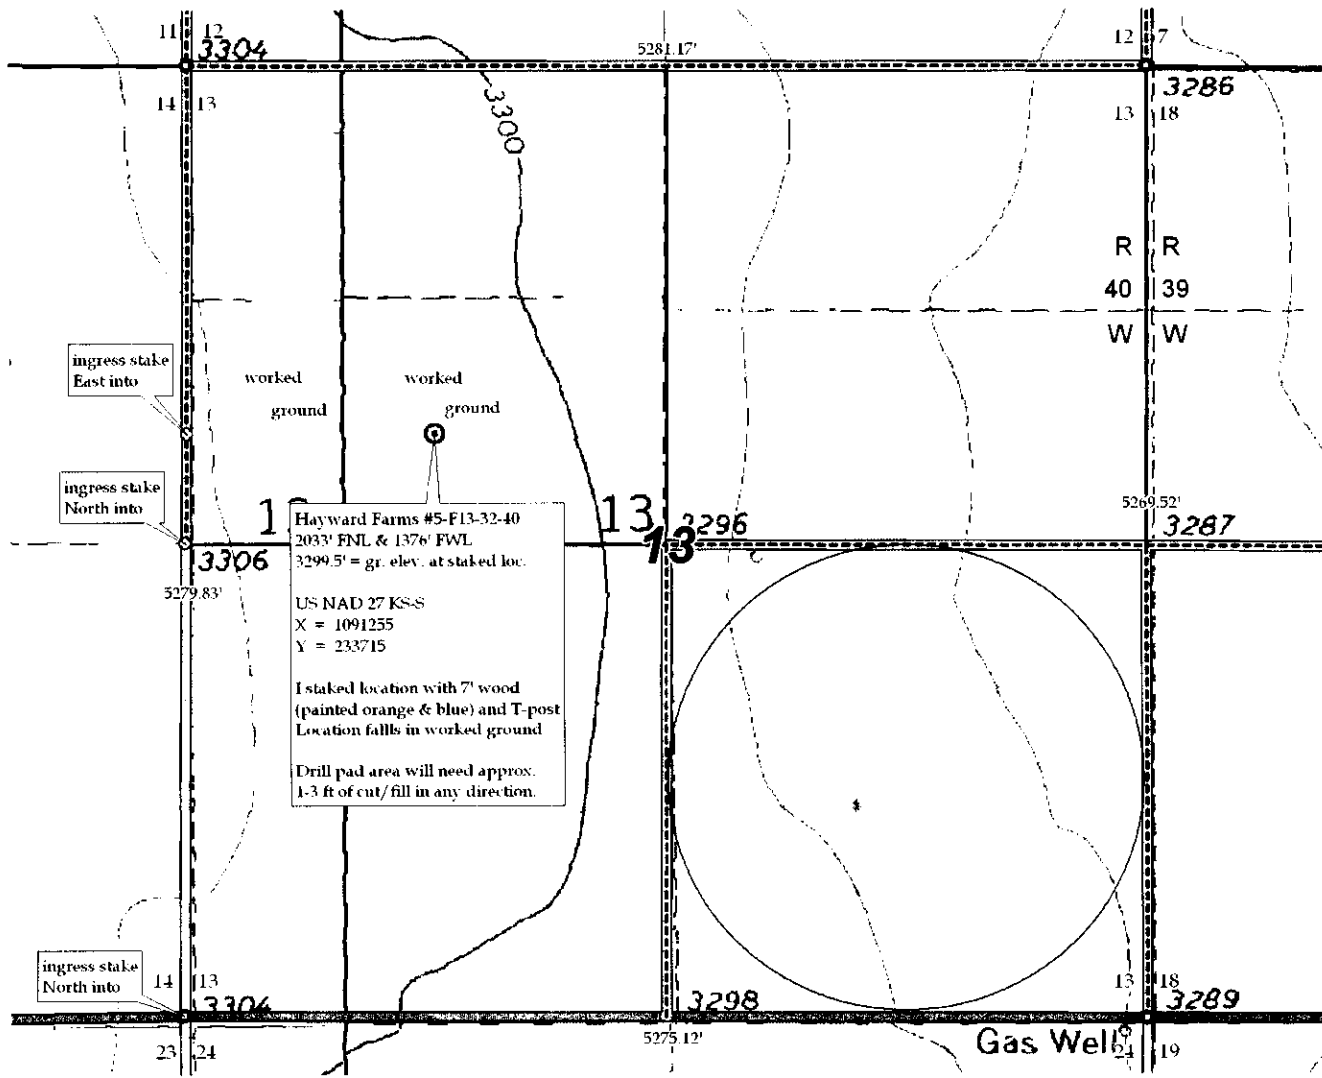 11 12
3304
5281.17'
12 7
3286
14 13
13 18
3300
R R
40 39
W W
ingress stake
East into
worked
ground
worked
ground
ingress stake
North into
13
3296
13
5269.52'
3287
3306
5279.83'
Hayward Farms #5-F13-32-40
2033' FNL & 1376' FWL
3299.5' = gr. elev. at staked loc.
US NAD 27 KS-S
X = 1091255
Y = 233715
I staked location with 7' wood
(painted orange & blue) and T-post
Location fallls in worked ground
Drill pad area will need approx.
1-3 ft of cut/fill in any direction.
ingress stake
North into
14 13
3304
3298
13 18
3289
5275.12'
Gas Well
23 24
24 19